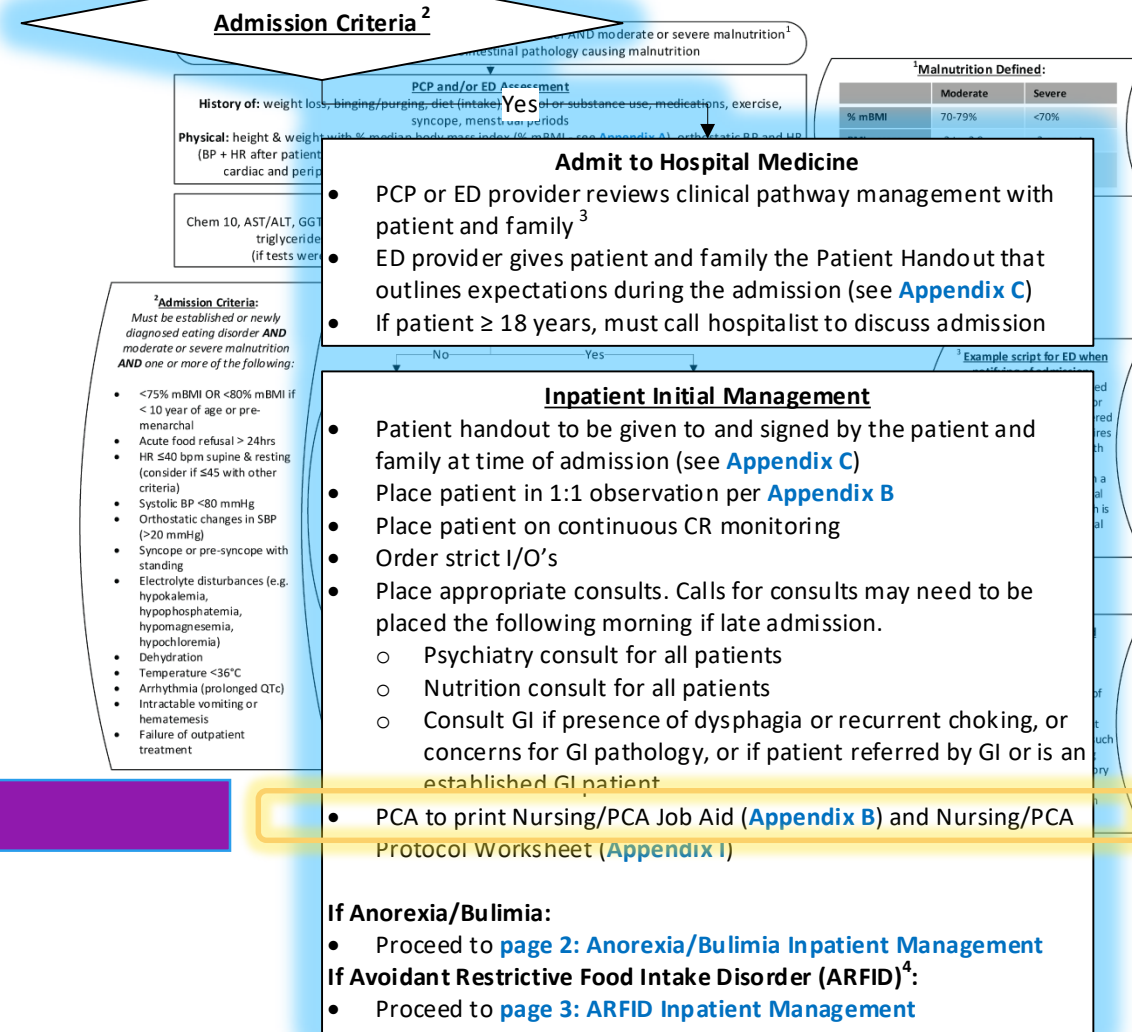 Admission Criteria 2
AND moderate or severe malnutrition1
intestinal pathology causing malnutrition
PCP and/or ED Assessment
History of: weight loss, binging/purging, diet (intake) or substance use, medications, exercise,
syncope, menstrual periods
Physical: height & weight with % median body mass index (% mBMI - see Appendix A), orthostatic BP and HR
(BP + HR after patient
cardiac and perip
Chem 10, AST/ALT, GGT
triglyceride
(if tests were
Yes
1Malnutrition Defined:
Moderate Severe
% mBMI 70-79% <70%
Admit to Hospital Medicine
• PCP or ED provider reviews clinical pathway management with
patient and family 3
• ED provider gives patient and family the Patient Handout that
outlines expectations during the admission (see Appendix C)
• If patient ≥ 18 years, must call hospitalist to discuss admission
No
Yes
2Admission Criteria:
Must be established or newly
diagnosed eating disorder AND
moderate or severe malnutrition
AND one or more of the following:
• <75% mBMI OR <80% mBMI if
< 10 year of age or pre-
menarchal
• Acute food refusal > 24hrs
• HR ≤40 bpm supine & resting
(consider if ≤45 with other
criteria)
• Systolic BP <80 mmHg
• Orthostatic changes in SBP
(>20 mmHg)
• Syncope or pre-syncope with
standing
• Electrolyte disturbances (e.g.
hypokalemia,
hypophosphatemia,
hypomagnesemia,
hypochloremia)
• Dehydration
• Temperature <36°C
• Arrhythmia (prolonged QTc)
• Intractable vomiting or
hematemesis
• Failure of outpatient
treatment
3 Example script for ED when
Inpatient Initial Management
• Patient handout to be given to and signed by the patient and
family at time of admission (see Appendix C)
• Place patient in 1:1 observation per Appendix B
• Place patient on continuous CR monitoring
• Order strict I/O's
• Place appropriate consults. Calls for consults may need to be
placed the following morning if late admission.
o Psychiatry consult for all patients
o Nutrition consult for all patients
o Consult GI if presence of dysphagia or recurrent choking, or
concerns for GI pathology, or if patient referred by GI or is an
established GI patient
• PCA to print Nursing/PCA Job Aid (Appendix B) and Nursing/PCA
Protocol Worksheet (Appendix I)
If Anorexia/Bulimia:
• Proceed to page 2: Anorexia/Bulimia Inpatient Management
If Avoidant Restrictive Food Intake Disorder (ARFID)4:
• Proceed to page 3: ARFID Inpatient Management